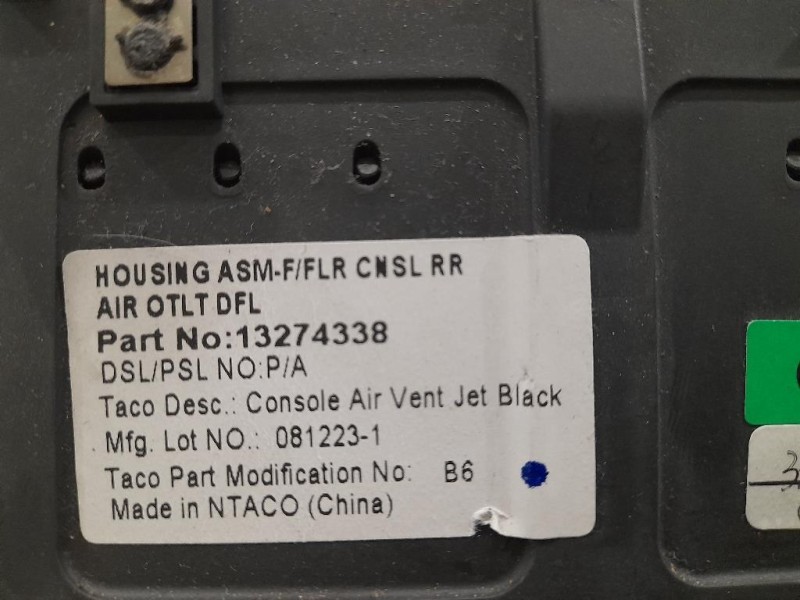 HOUSING ASM-F/FLR CNSL RR
AIR OTLT DFL
Part No:13274338
DSL/PSL NO:P/A
Taco Desc.: Console Air Vent Jet Black
Mfg. Lot NO.: 081223-1
Taco Part Modification No: B6
Made in NTACO (China)
3